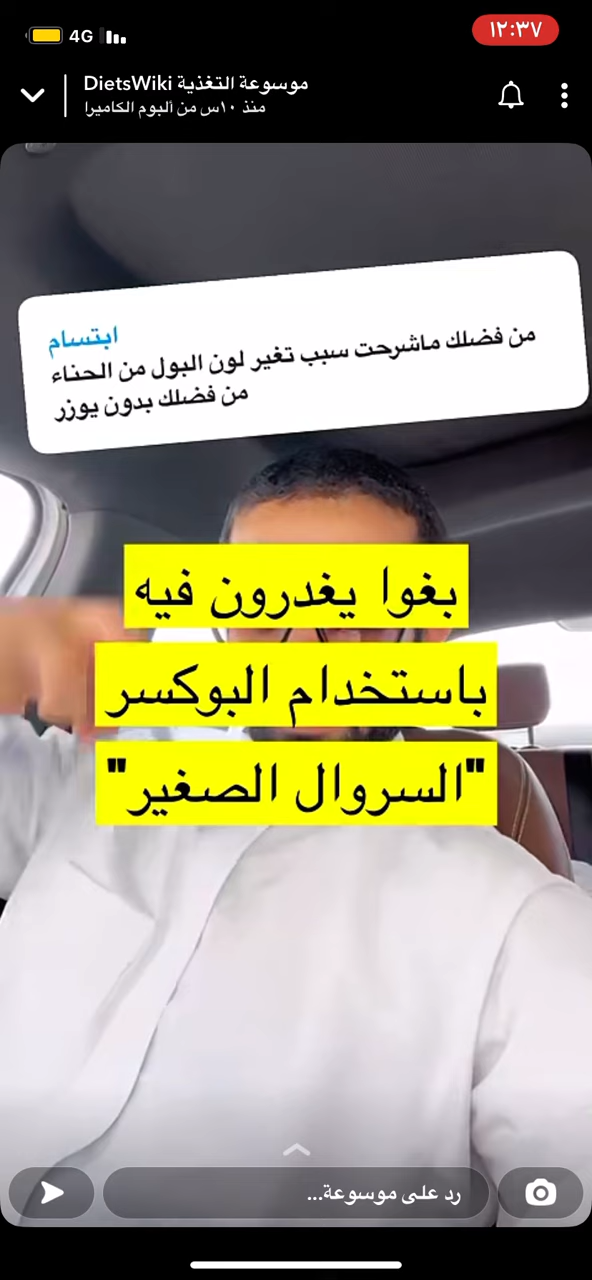 4G
١٢:٣٧
موسوعة التغذية DietsWiki
منذ ١٠س من ألبوم الكاميرا
ابتسام
من فضلك ماشرحت سبب تغير لون البول من الحناء
من فضلك بدون يوزر
بغوا يغدرون فيه
باستخدام البوكسر
"السروال الصغير"
رد على موسوعة...